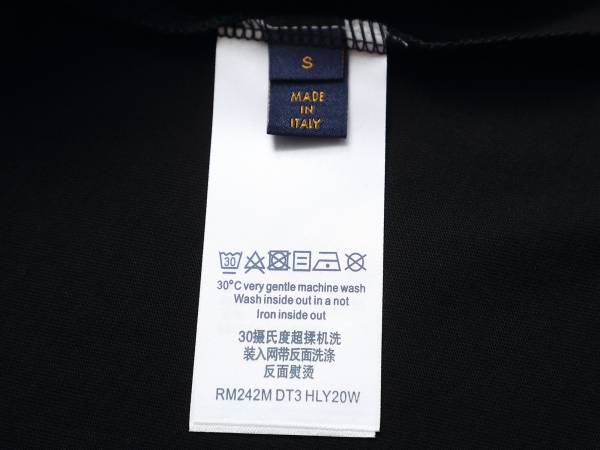 S
MADE
IN
ITALY
30
30°C very gentle machine wash
Wash inside out in a not
Iron inside out
30摄氏度超揉机洗
装入网带反面洗涤
反面熨烫
RM242M DT3 HLY20W